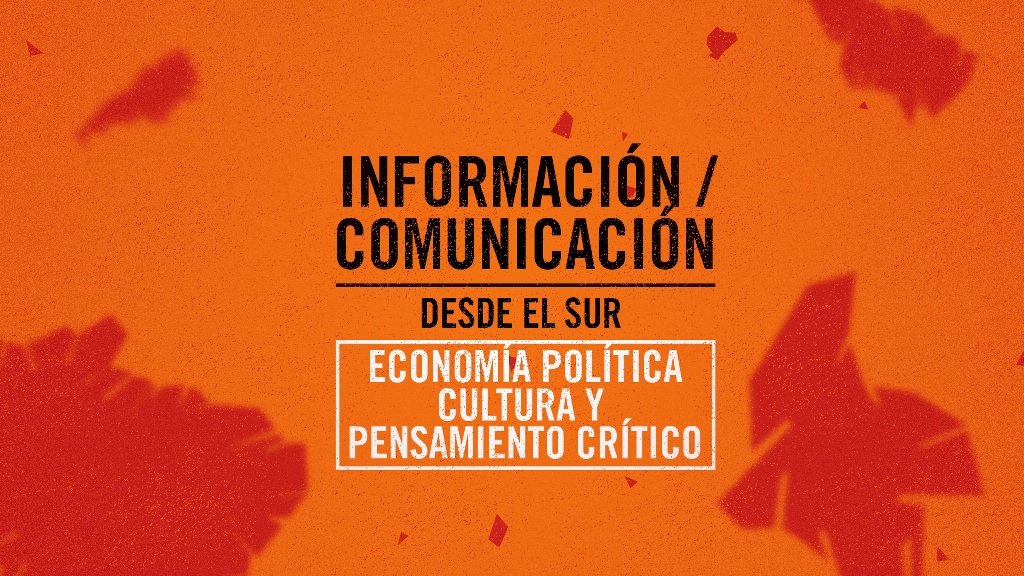 INFORMACIÓN /
COMUNICACIÓN
DESDE EL SUR
ECONOMÍA POLÍTICA
CULTURA Y
PENSAMIENTO CRÍTICO